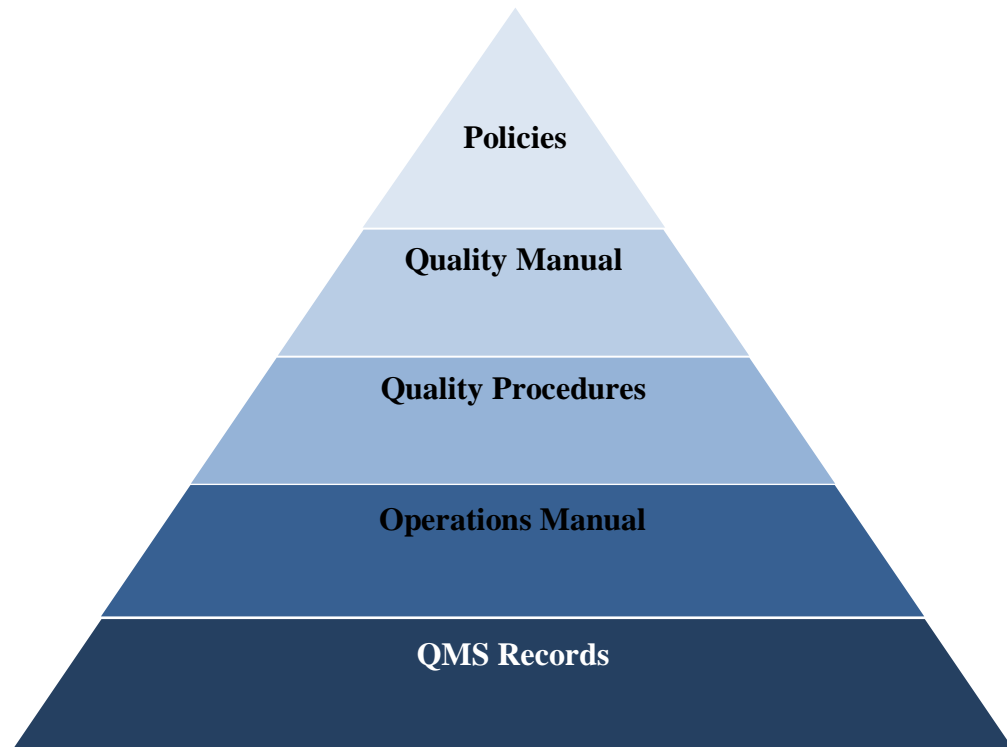 Policies
Quality Manual
Quality Procedures
Operations Manual
QMS Records